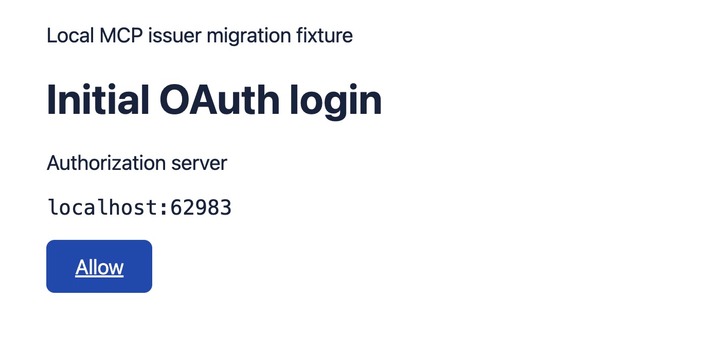 Local MCP issuer migration fixture
Initial OAuth login
Authorization server
localhost:62983
Allow